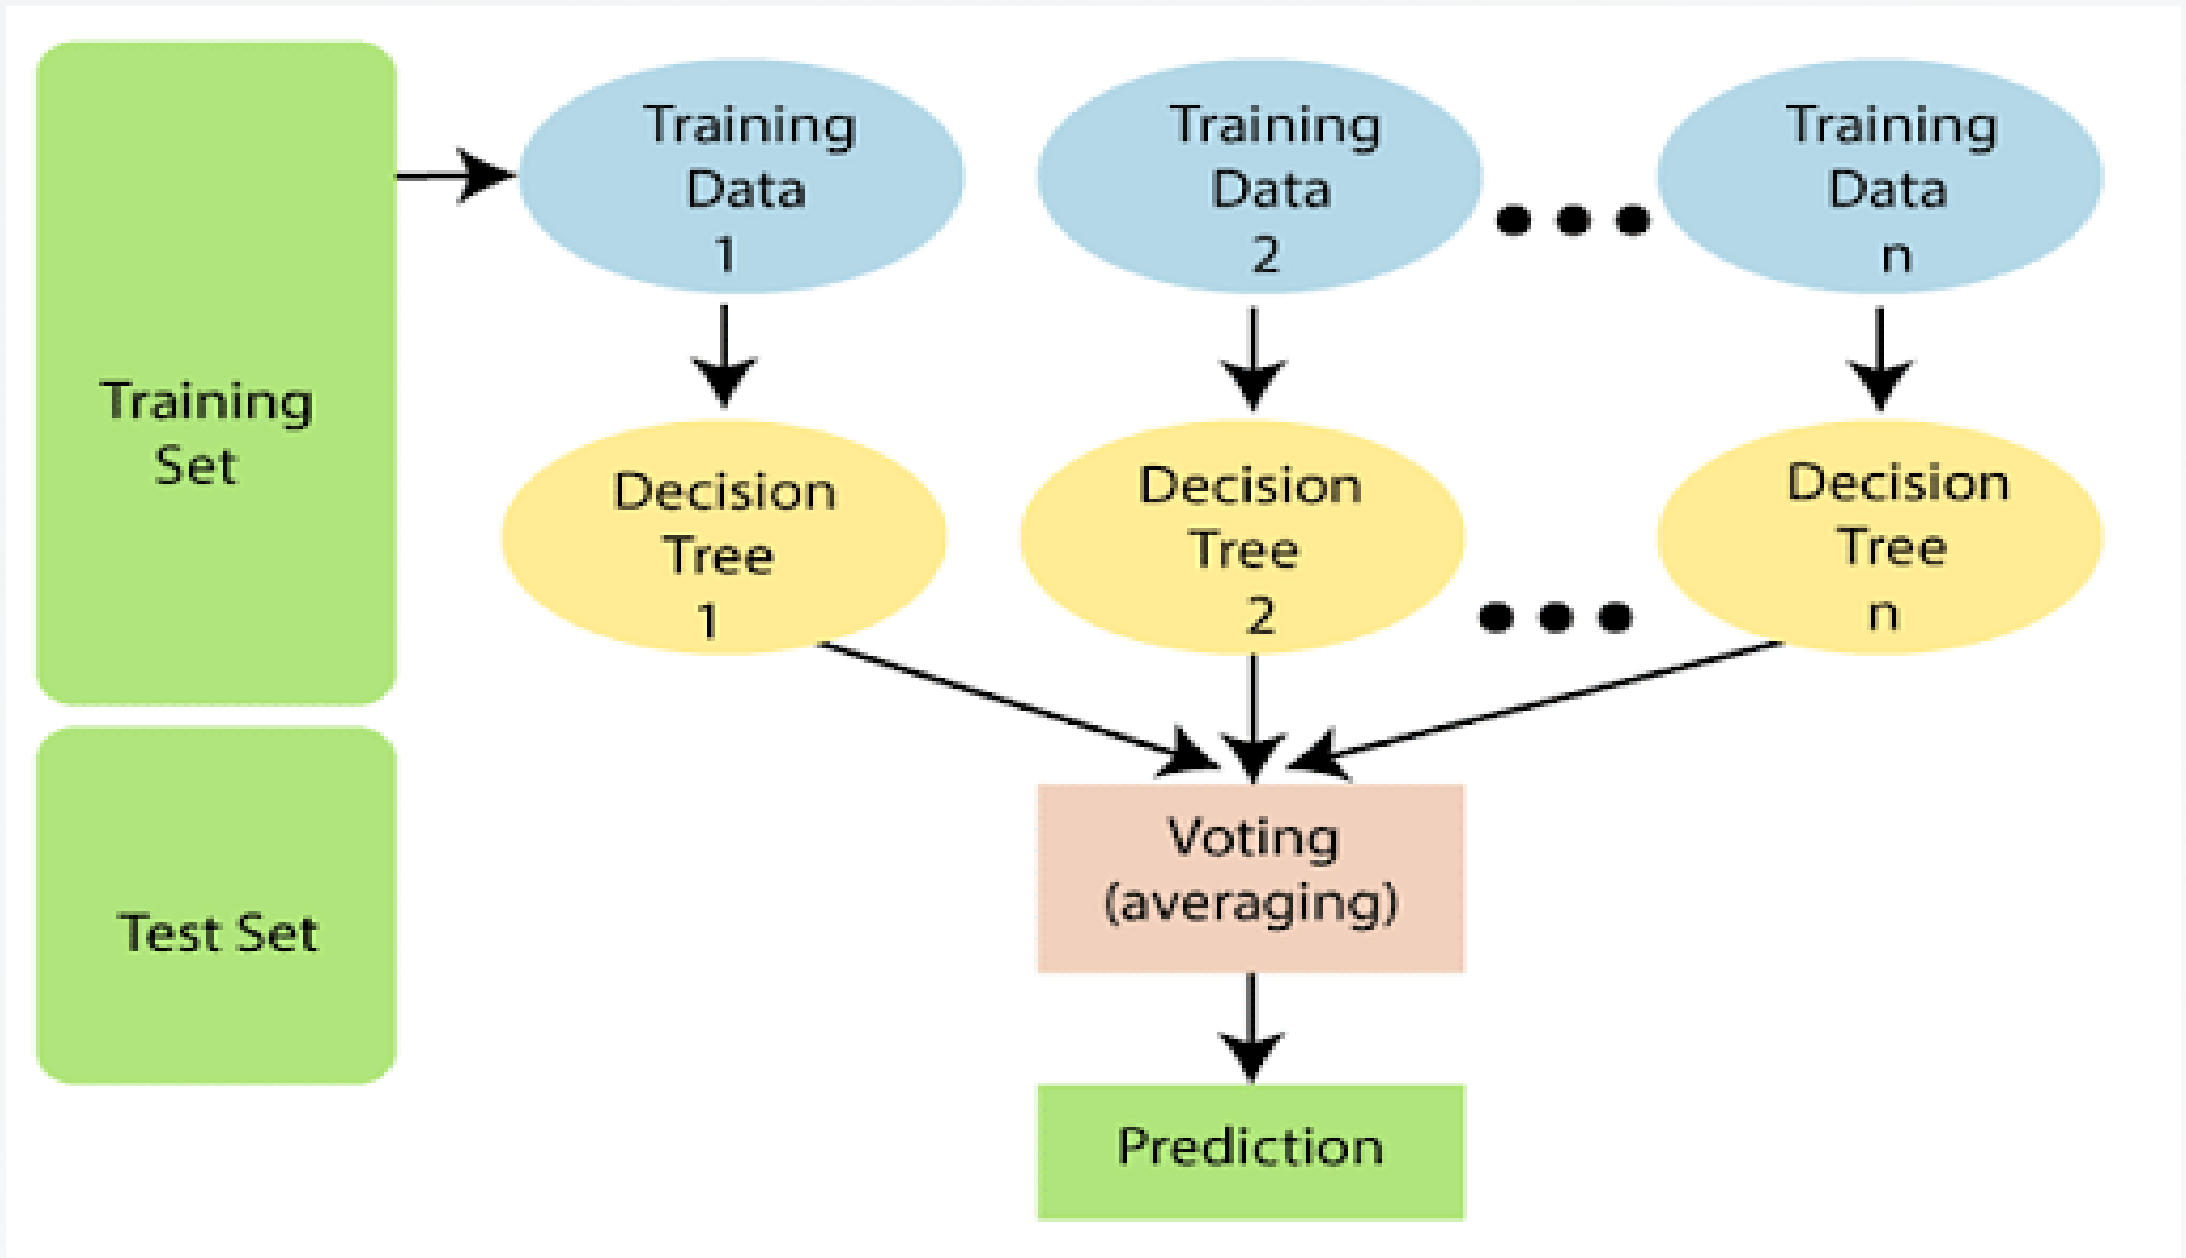 Training
Set
Training
Data
1
Training
Data
2
Training
Data
n
Decision
Tree
1
Decision
Tree
2
Decision
Tree
n
Voting
(averaging)
Test Set
Prediction